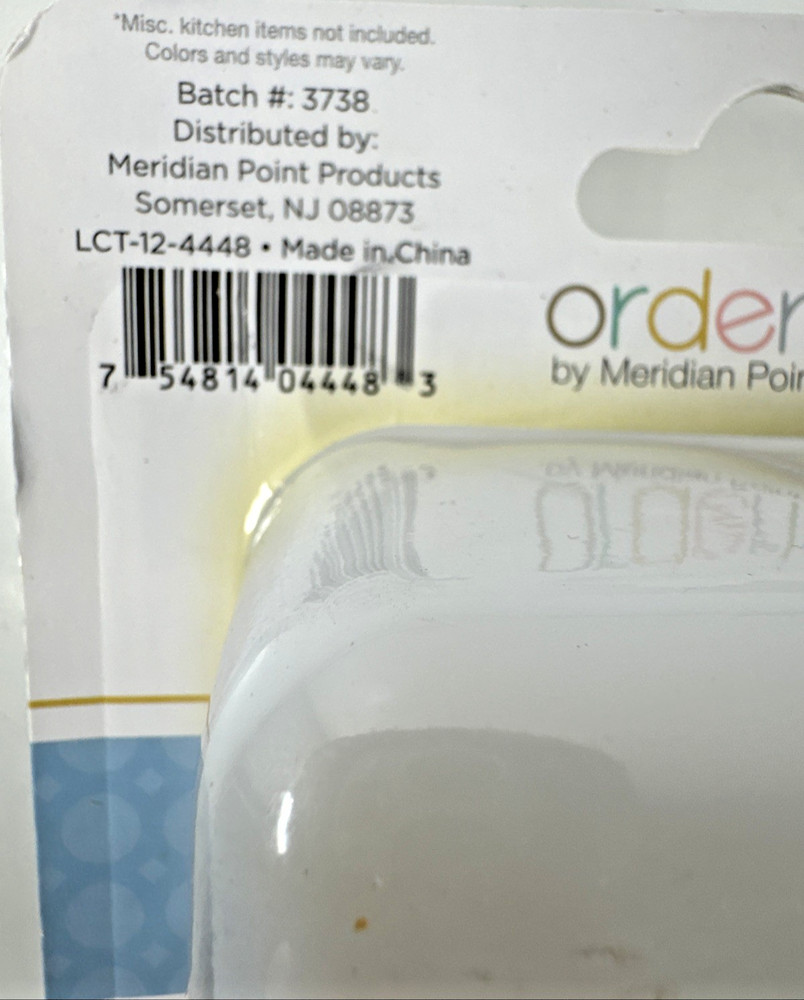 *Misc. kitchen items not included.
Colors and styles may vary.
Batch #: 3738
Distributed by:
Meridian Point Products
Somerset, NJ 08873
LCT-12-4448 • Made in China
7 54814 04448 3
order
by Meridian